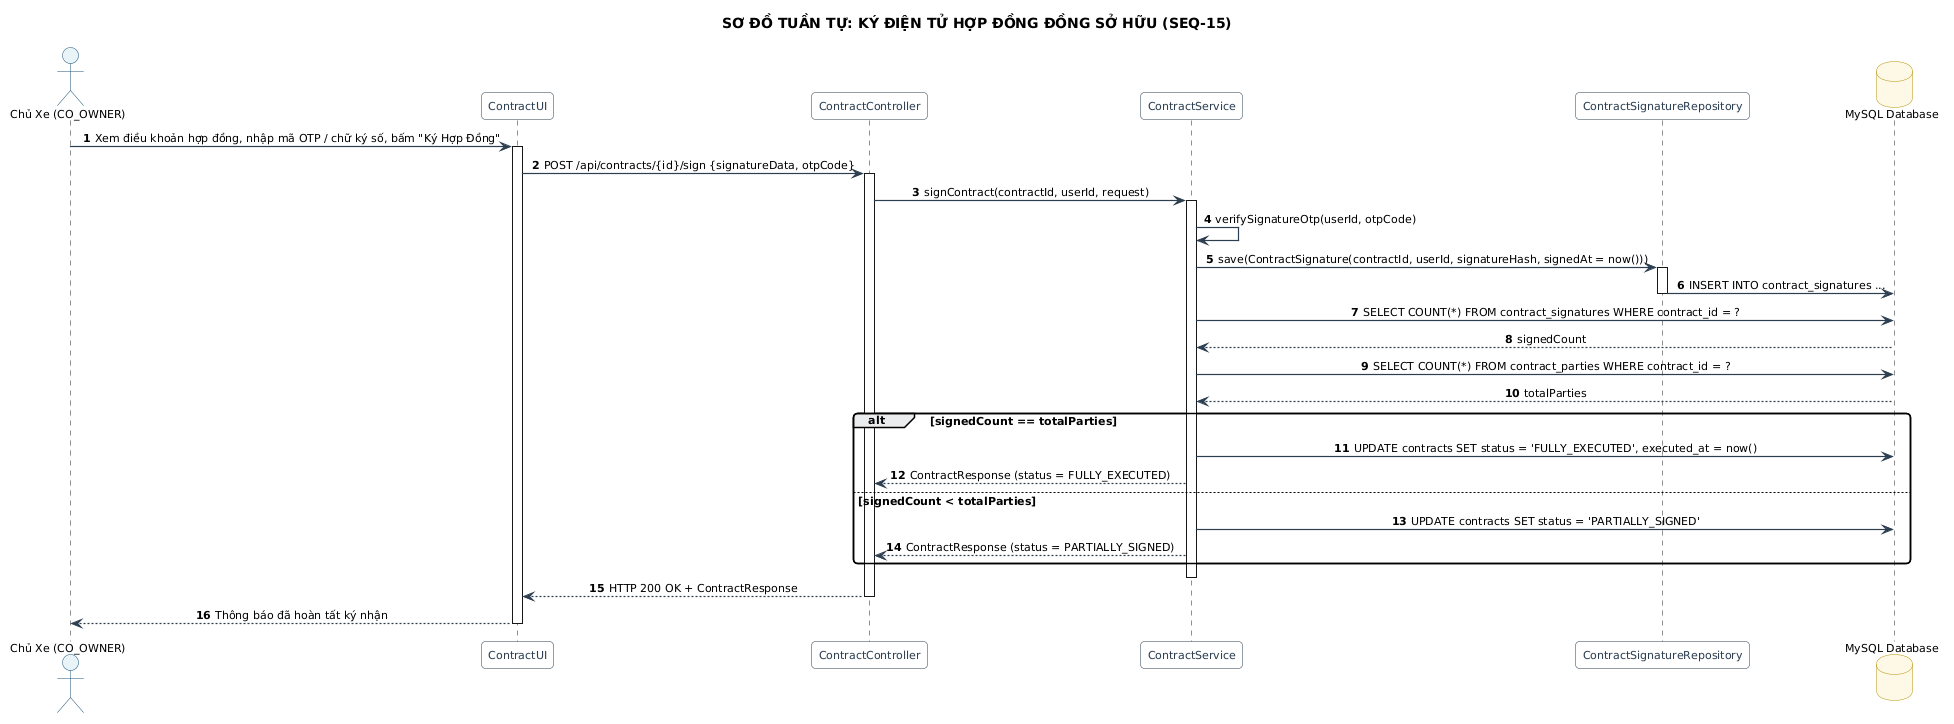 SƠ ĐỒ TUẦN TỰ: KÝ ĐIỆN TỬ HỢP ĐỒNG ĐỒNG SỞ HỮU (SEQ-15)
Chủ Xe (CO_OWNER)
ContractUI
ContractController
ContractService
ContractSignatureRepository
MySQL Database
1 Xem điều khoản hợp đồng, nhập mã OTP / chữ ký số, bấm "Ký Hợp Đồng"
2 POST /api/contracts/{id}/sign {signatureData, otpCode}
3 signContract(contractId, userId, request)
4 verifySignatureOtp(userId, otpCode)
5 save(ContractSignature(contractId, userId, signatureHash, signedAt = now()))
6 INSERT INTO contract_signatures ...
7 SELECT COUNT(*) FROM contract_signatures WHERE contract_id = ?
8 signedCount
9 SELECT COUNT(*) FROM contract_parties WHERE contract_id = ?
10 totalParties
alt [signedCount == totalParties]
11 UPDATE contracts SET status = 'FULLY_EXECUTED', executed_at = now()
12 ContractResponse (status = FULLY_EXECUTED)
[signedCount < totalParties]
13 UPDATE contracts SET status = 'PARTIALLY_SIGNED'
14 ContractResponse (status = PARTIALLY_SIGNED)
15 HTTP 200 OK + ContractResponse
16 Thông báo đã hoàn tất ký nhận
Chủ Xe (CO_OWNER)
ContractUI
ContractController
ContractService
ContractSignatureRepository
MySQL Database